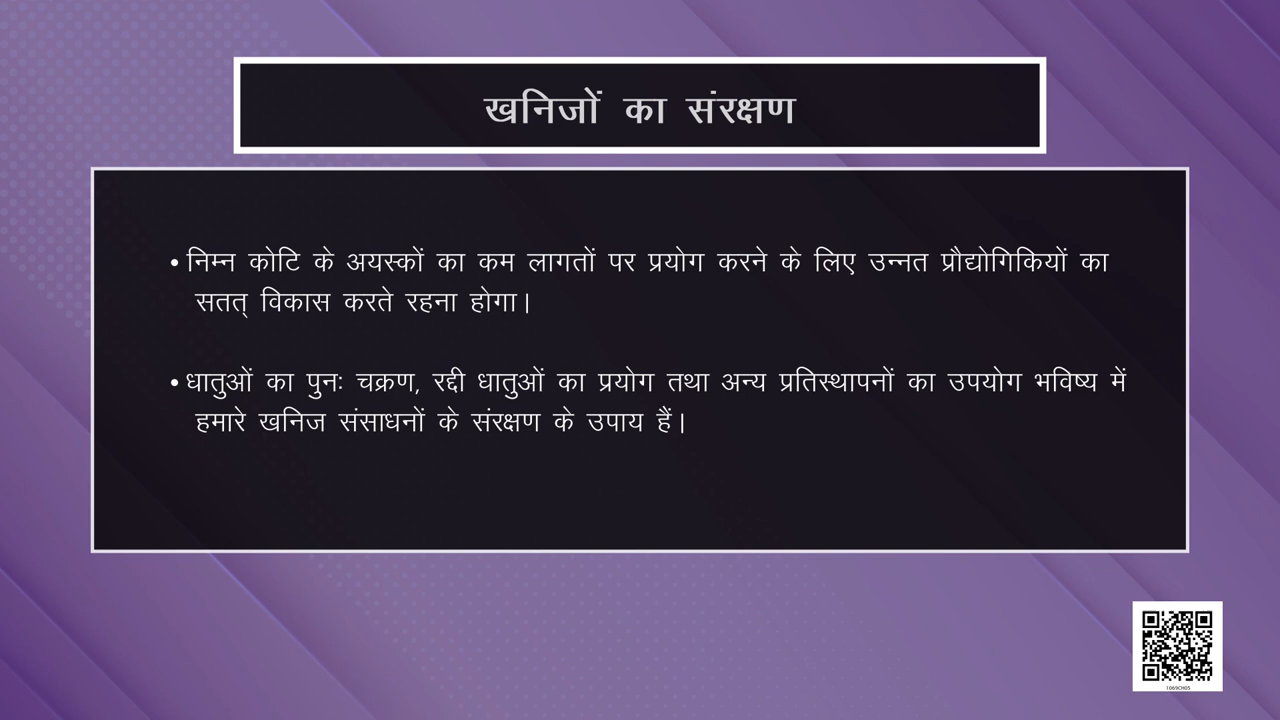 खनिजों का संरक्षण
• निम्न कोटि के अयस्कों का कम लागतों पर प्रयोग करने के लिए उन्नत प्रौद्योगिकियों का
सतत् विकास करते रहना होगा।
• धातुओं का पुनः चक्रण, रद्दी धातुओं का प्रयोग तथा अन्य प्रतिस्थापनों का उपयोग भविष्य में
हमारे खनिज संसाधनों के संरक्षण के उपाय हैं।
1069CH05